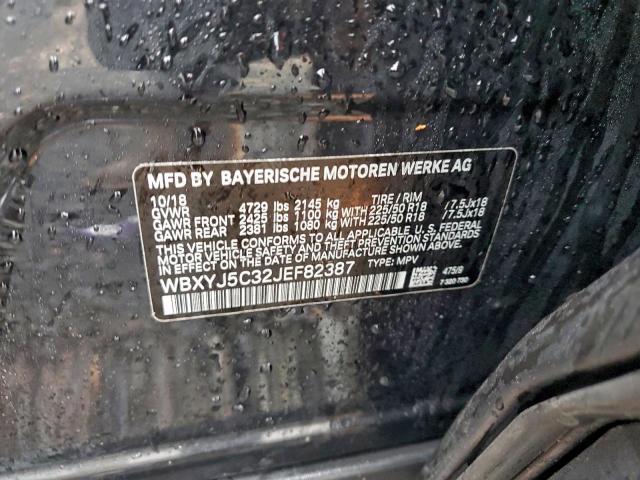 MFD BY BAYERISCHE MOTOREN WERKE AG
10/18 TIRE / RIM
GVWR 4729 lbs 2145 kg
GAWR FRONT 2425 lbs 1100 kg WITH 225/50 R18 /7.5Jx18
GAWR REAR 2381 lbs 1080 kg WITH 225/50 R18 /7.5Jx18
THIS VEHICLE CONFORMS TO ALL APPLICABLE U.S. FEDERAL
MOTOR VEHICLE SAFETY AND THEFT PREVENTION STANDARDS
IN EFFECT ON THE DATE OF MANUFACTURE SHOWN ABOVE.
WBXYJ5C32JEF82387 TYPE: MPV
475/9